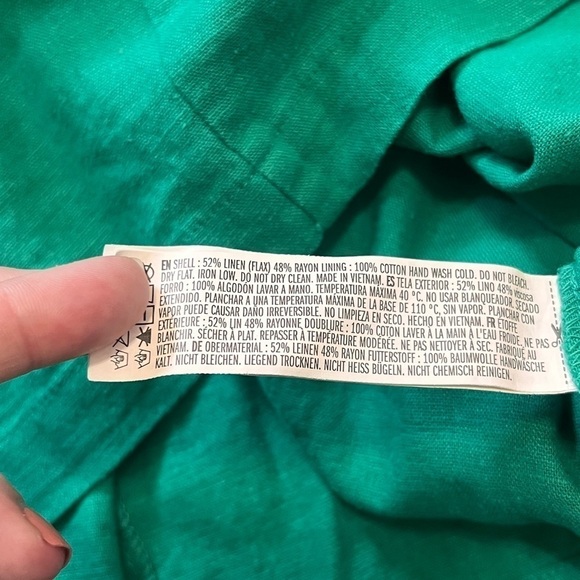 EN SHELL : 52% LINEN (FLAX) 48% RAYON LINING : 100% COTTON HAND WASH COLD. DO NOT BLEACH.
DRY FLAT. IRON LOW. DO NOT DRY CLEAN. MADE IN VIETNAM. ES TELA EXTERIOR : 52% LINO 48% viscosa
FORRO : 100% ALGODÓN LAVAR A MANO. TEMPERATURA MÁXIMA 40 °C. NO USAR BLANQUEADOR. SECADO
EXTENDIDO. PLANCHAR A UNA TEMPERATURA MÁXIMA DE LA BASE DE 110 °C, SIN VAPOR. PLANCHAR CON
VAPOR PUEDE CAUSAR DAÑO IRREVERSIBLE. NO LIMPIEZA EN SECO. HECHO EN VIETNAM. FR ÉTOFFE
EXTÉRIEURE : 52% LIN 48% RAYONNE, DOUBLURE : 100% COTON LAVER À LA MAIN À L'EAU FROIDE. NE PAS
BLANCHIR. SÉCHER À PLAT. REPASSER À TEMPÉRATURE MODÉRÉE. NE PAS NETTOYER À SEC. FABRIQUÉ AU
VIETNAM. DE OBERMATERIAL : 52% LEINEN 48% RAYON FUTTERSTOFF : 100% BAUMWOLLE HANDWÄSCHE
KALT. NICHT BLEICHEN. LIEGEND TROCKNEN. NICHT HEISS BÜGELN. NICHT CHEMISCH REINIGEN.